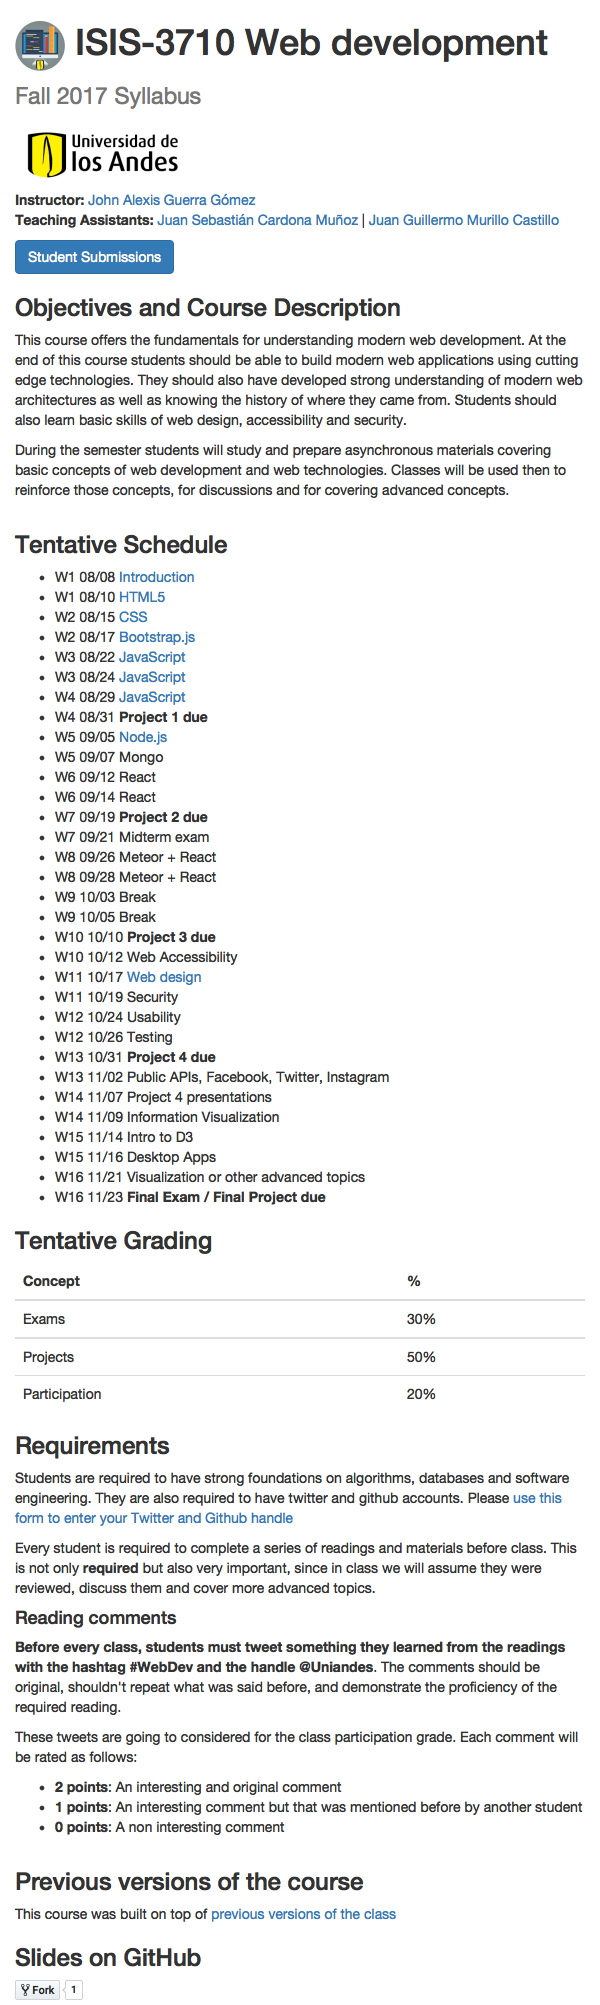 ISIS-3710 Web development
Fall 2017 Syllabus
Universidad de
los Andes
Instructor: John Alexis Guerra Gómez
Teaching Assistants: Juan Sebastián Cardona Muñoz | Juan Guillermo Murillo Castillo
Student Submissions
Objectives and Course Description
This course offers the fundamentals for understanding modern web development. At the
end of this course students should be able to build modern web applications using cutting
edge technologies. They should also have developed strong understanding of modern web
architectures as well as knowing the history of where they came from. Students should
also learn basic skills of web design, accessibility and security.
During the semester students will study and prepare asynchronous materials covering
basic concepts of web development and web technologies. Classes will be used then to
reinforce those concepts, for discussions and for covering advanced concepts.
Tentative Schedule
• W1 08/08 Introduction
• W1 08/10 HTML5
• W2 08/15 CSS
• W2 08/17 Bootstrap.js
• W3 08/22 JavaScript
• W3 08/24 JavaScript
• W4 08/29 JavaScript
• W4 08/31 Project 1 due
• W5 09/05 Node.js
• W5 09/07 Mongo
• W6 09/12 React
• W6 09/14 React
• W7 09/19 Project 2 due
• W7 09/21 Midterm exam
• W8 09/26 Meteor + React
• W8 09/28 Meteor + React
• W9 10/03 Break
• W9 10/05 Break
• W10 10/10 Project 3 due
• W10 10/12 Web Accessibility
• W11 10/17 Web design
• W11 10/19 Security
• W12 10/24 Usability
• W12 10/26 Testing
• W13 10/31 Project 4 due
• W13 11/02 Public APIs, Facebook, Twitter, Instagram
• W14 11/07 Project 4 presentations
• W14 11/09 Information Visualization
• W15 11/14 Intro to D3
• W15 11/16 Desktop Apps
• W16 11/21 Visualization or other advanced topics
• W16 11/23 Final Exam / Final Project due
Tentative Grading
Concept %
Exams 30%
Projects 50%
Participation 20%
Requirements
Students are required to have strong foundations on algorithms, databases and software
engineering. They are also required to have twitter and github accounts. Please use this
form to enter your Twitter and Github handle
Every student is required to complete a series of readings and materials before class. This
is not only required but also very important, since in class we will assume they were
reviewed, discuss them and cover more advanced topics.
Reading comments
Before every class, students must tweet something they learned from the readings
with the hashtag #WebDev and the handle @Uniandes. The comments should be
original, shouldn't repeat what was said before, and demonstrate the proficiency of the
required reading.
These tweets are going to considered for the class participation grade. Each comment will
be rated as follows:
• 2 points: An interesting and original comment
• 1 points: An interesting comment but that was mentioned before by another student
• 0 points: A non interesting comment
Previous versions of the course
This course was built on top of previous versions of the class
Slides on GitHub
Fork 1